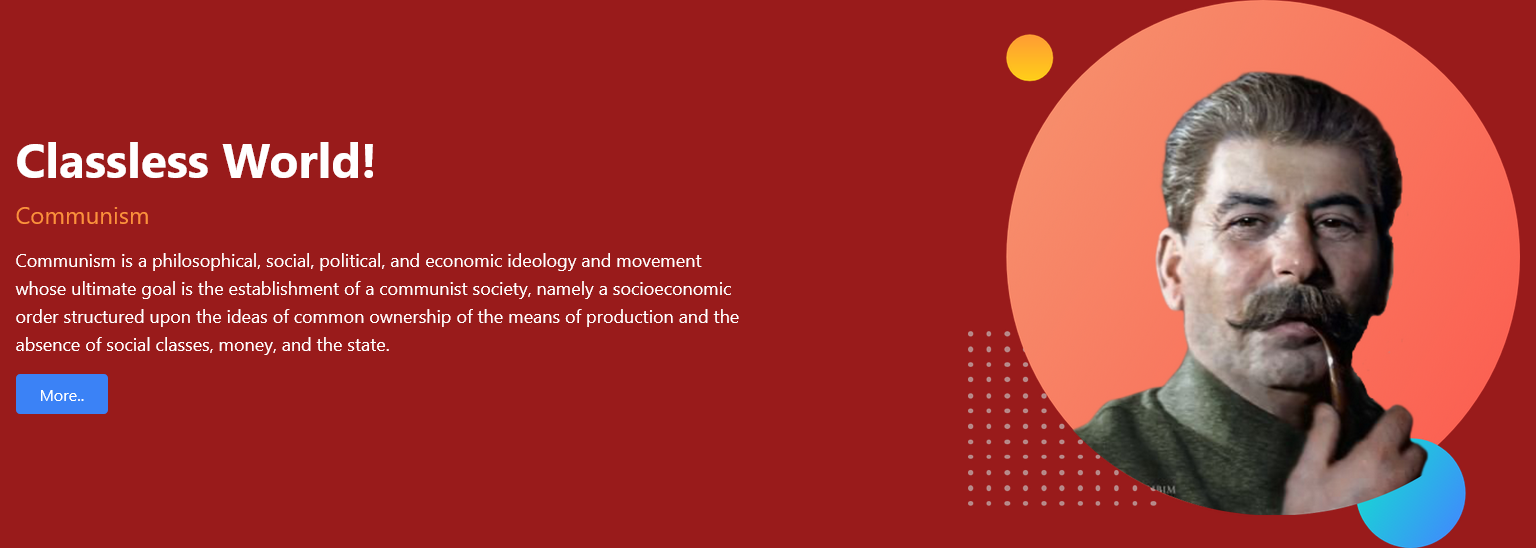 Classless World!
Communism
Communism is a philosophical, social, political, and economic ideology and movement
whose ultimate goal is the establishment of a communist society, namely a socioeconomic
order structured upon the ideas of common ownership of the means of production and the
absence of social classes, money, and the state.
More..